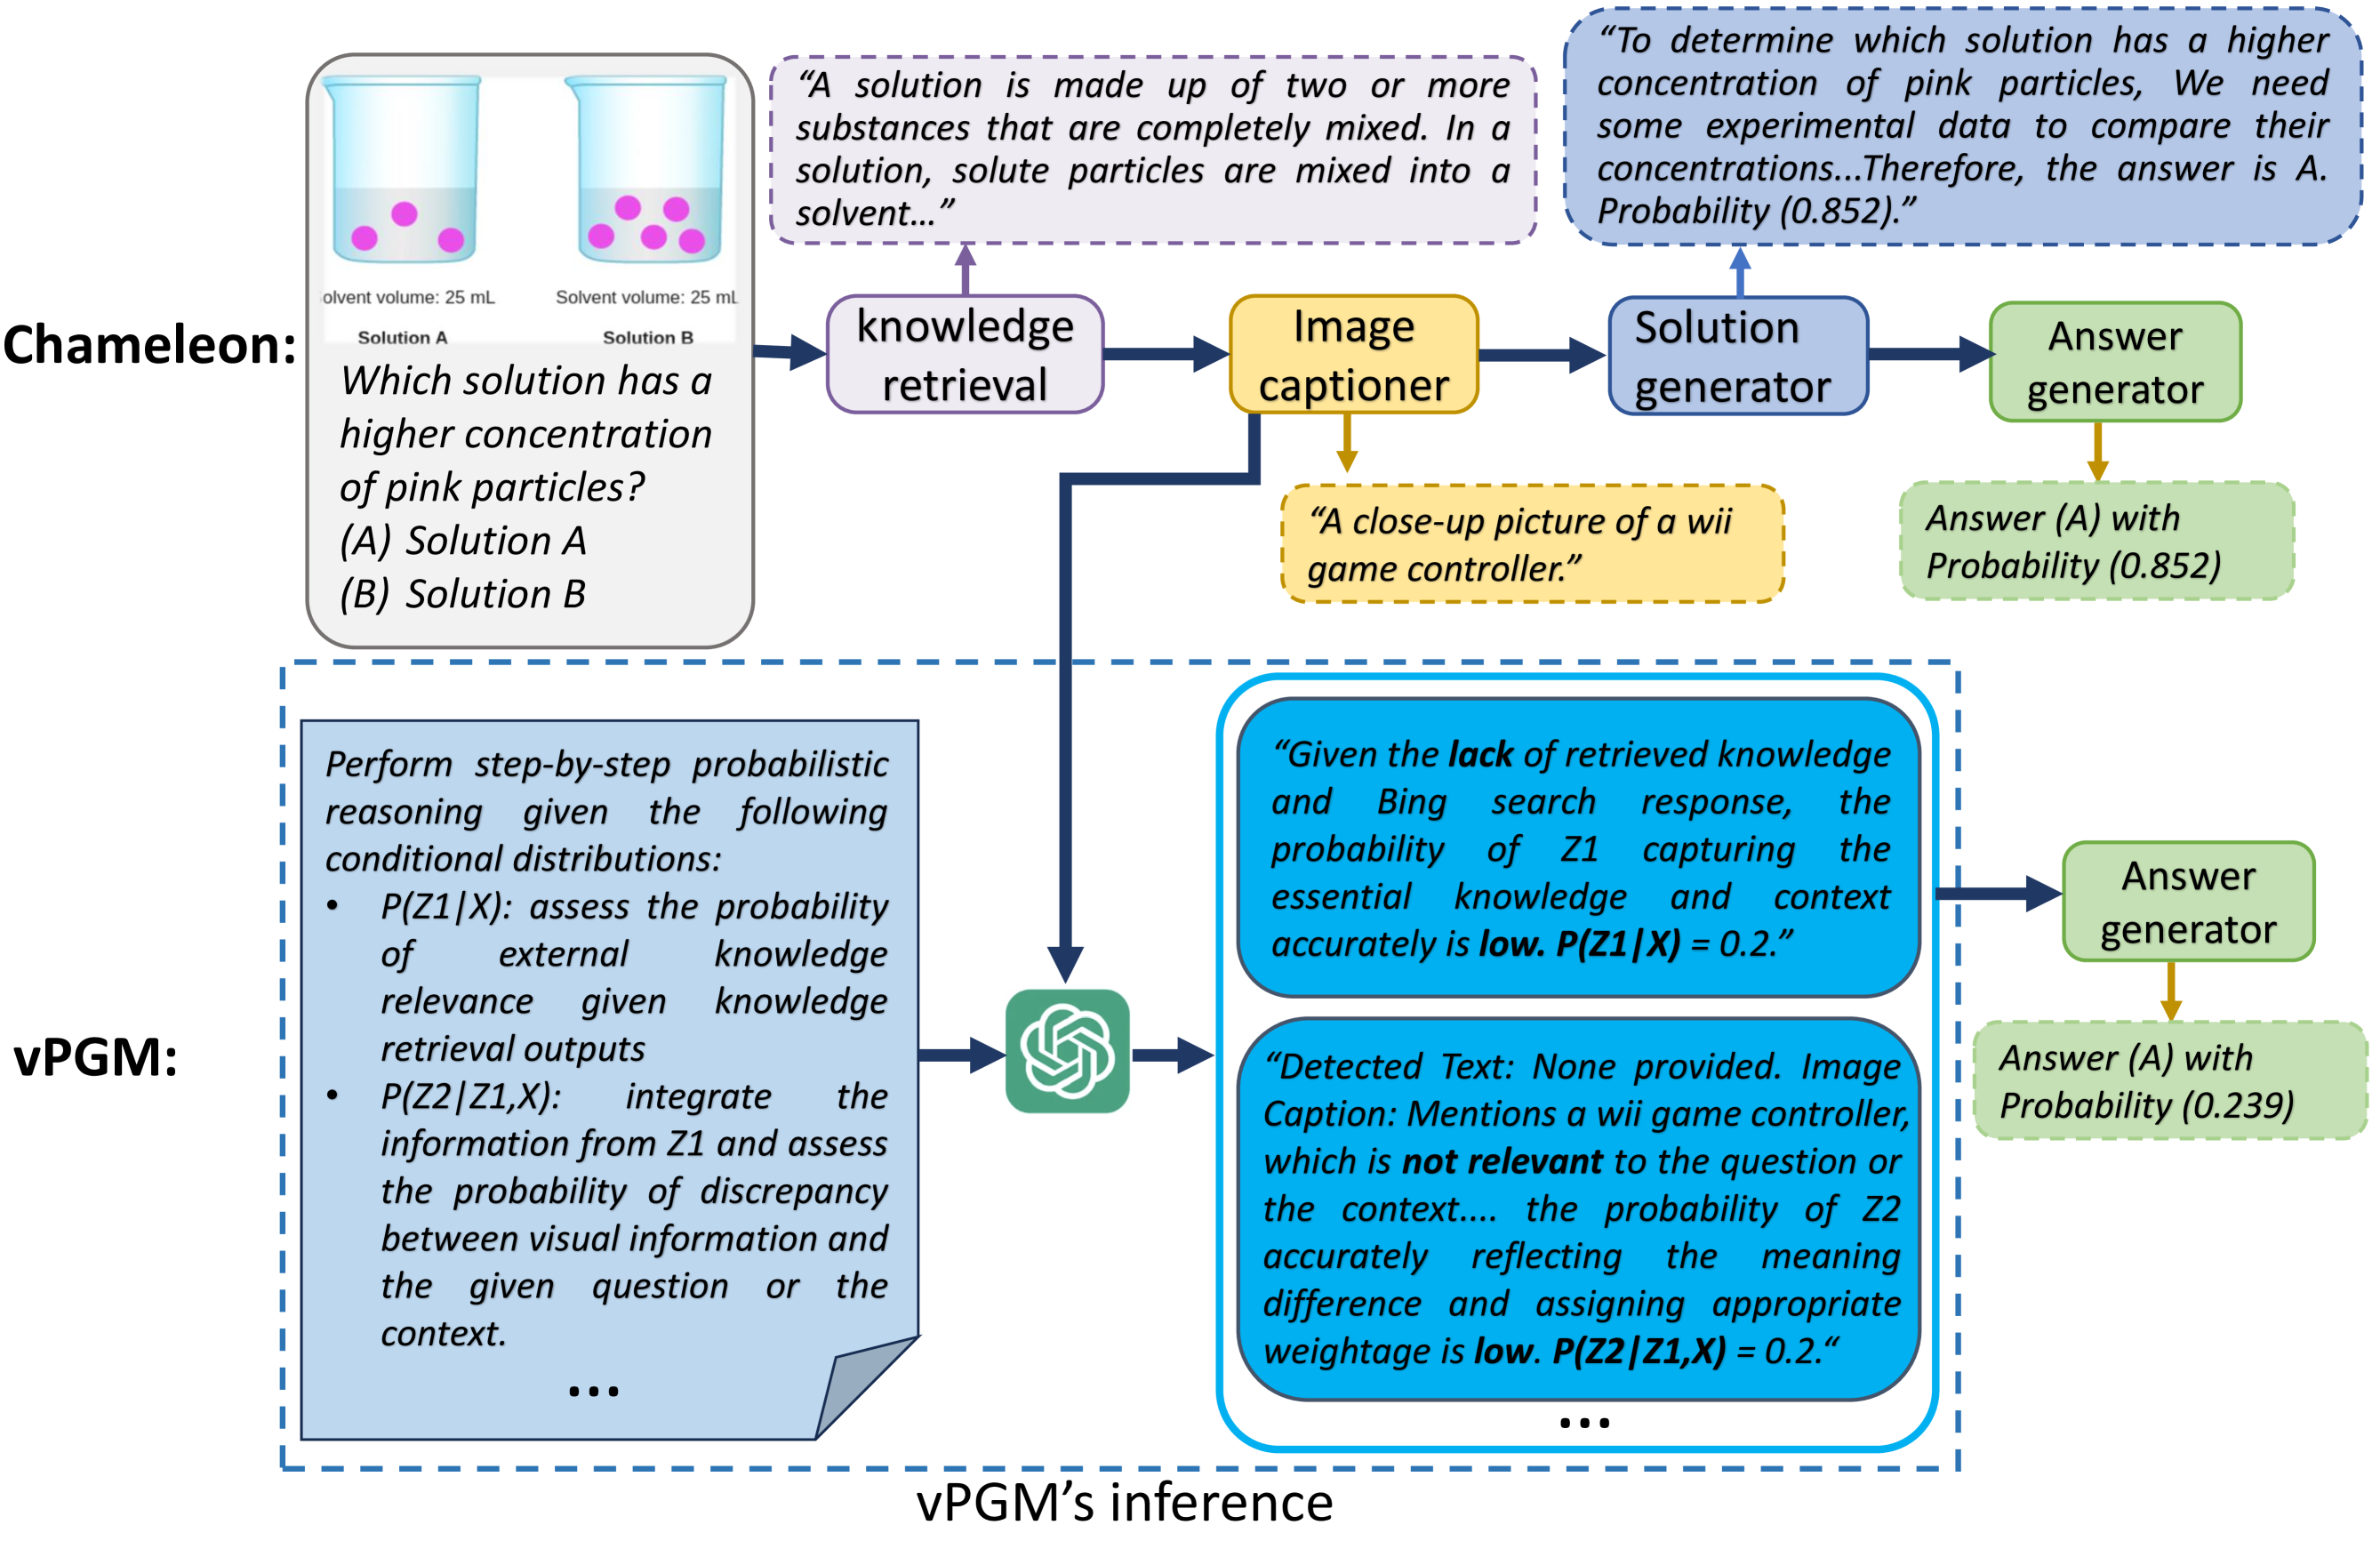 Chameleon:
olvent volume: 25 mL
Solvent volume: 25 mL
Solution A
Solution B
Which solution has a
higher concentration
of pink particles?
(A) Solution A
(B) Solution B
“A solution is made up of two or more
substances that are completely mixed. In a
solution, solute particles are mixed into a
solvent…”
knowledge
retrieval
Image
captioner
“A close-up picture of a wii
game controller.”
“To determine which solution has a higher
concentration of pink particles, We need
some experimental data to compare their
concentrations...Therefore, the answer is A.
Probability (0.852).”
Solution
generator
Answer
generator
Answer (A) with
Probability (0.852)
vPGM:
Perform step-by-step probabilistic
reasoning given the following
conditional distributions:
• P(Z1|X): assess the probability
of external knowledge
relevance given knowledge
retrieval outputs
• P(Z2|Z1,X): integrate the
information from Z1 and assess
the probability of discrepancy
between visual information and
the given question or the
context.
...
“Given the lack of retrieved knowledge
and Bing search response, the
probability of Z1 capturing the
essential knowledge and context
accurately is low. P(Z1|X) = 0.2.”
“Detected Text: None provided. Image
Caption: Mentions a wii game controller,
which is not relevant to the question or
the context.... the probability of Z2
accurately reflecting the meaning
difference and assigning appropriate
weightage is low. P(Z2|Z1,X) = 0.2.“
...
Answer
generator
Answer (A) with
Probability (0.239)
vPGM’s inference